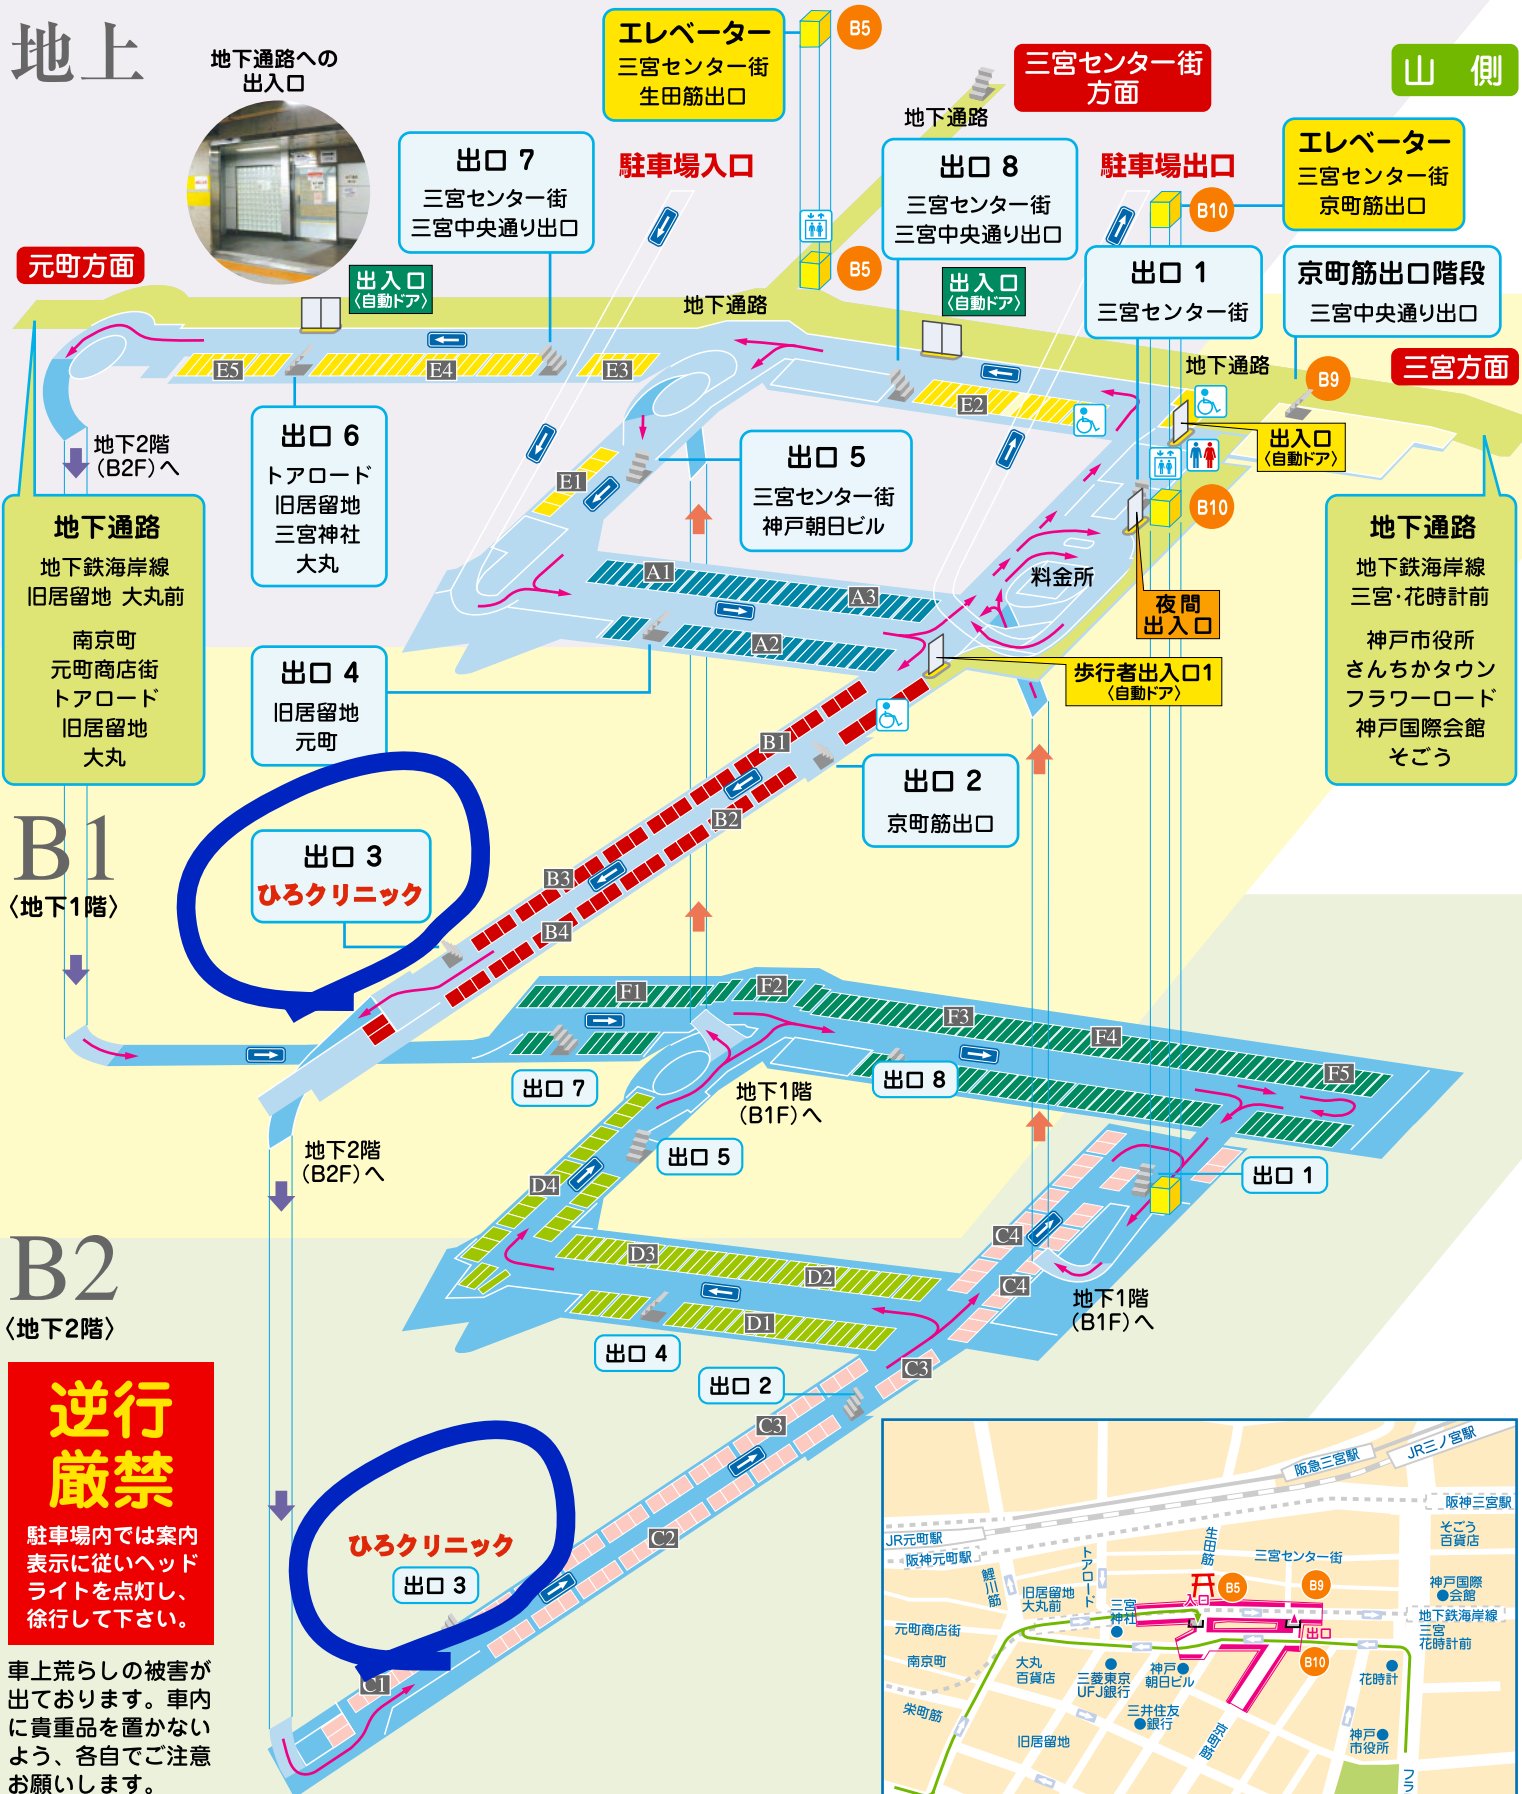 地上
地下通路への
出入口
エレベーター
三宮センター街
生田筋出口
B5
三宮センター街
方面
山 側
地下通路
出口 7
三宮センター街
三宮中央通り出口
駐車場入口
出口 8
三宮センター街
三宮中央通り出口
駐車場出口
エレベーター
三宮センター街
京町筋出口
B10
元町方面
出入口
〈自動ドア〉
B5
地下通路
出入口
〈自動ドア〉
出口 1
三宮センター街
京町筋出口階段
三宮中央通り出口
地下通路
三宮方面
B9
E5
E4
E3
E2
出口 6
トアロード
旧居留地
三宮神社
大丸
地下2階
(B2F)へ
出口 5
三宮センター街
神戸朝日ビル
出入口
〈自動ドア〉
E1
B10
地下通路
地下鉄海岸線
旧居留地 大丸前
南京町
元町商店街
トアロード
旧居留地
大丸
地下通路
地下鉄海岸線
三宮・花時計前
神戸市役所
さんちかタウン
フラワーロード
神戸国際会館
そごう
A1
A3
料金所
夜間
出入口
A2
出口 4
旧居留地
元町
歩行者出入口1
〈自動ドア〉
B1
出口 2
京町筋出口
B2
B1
〈地下1階〉
出口 3
ひろクリニック
B3
B4
F1
F2
F3
F4
F5
出口 7
出口 8
地下1階
(B1F)へ
地下2階
(B2F)へ
出口 5
出口 1
D4
C4
D3
D2
C4
地下1階
(B1F)へ
B2
〈地下2階〉
D1
出口 4
C3
出口 2
C3
逆行
厳禁
駐車場内では案内
表示に従いヘッド
ライトを点灯し、
徐行して下さい。
ひろクリニック
出口 3
C2
C1
車上荒らしの被害が
出ております。車内
に貴重品を置かない
よう、各自でご注意
お願いします。
阪急三宮駅
JR三ノ宮駅
阪神三宮駅
JR元町駅
阪神元町駅
そごう
百貨店
生田筋
三宮センター街
トアロード
鯉川筋
旧居留地
大丸前
B5
B9
神戸国際
会館
三宮
神社
入口
地下鉄海岸線
三宮
花時計前
元町商店街
出口
南京町
大丸
百貨店
三菱東京
UFJ銀行
神戸
朝日ビル
B10
花時計
栄町筋
三井住友
銀行
旧居留地
京町筋
神戸
市役所
フラ